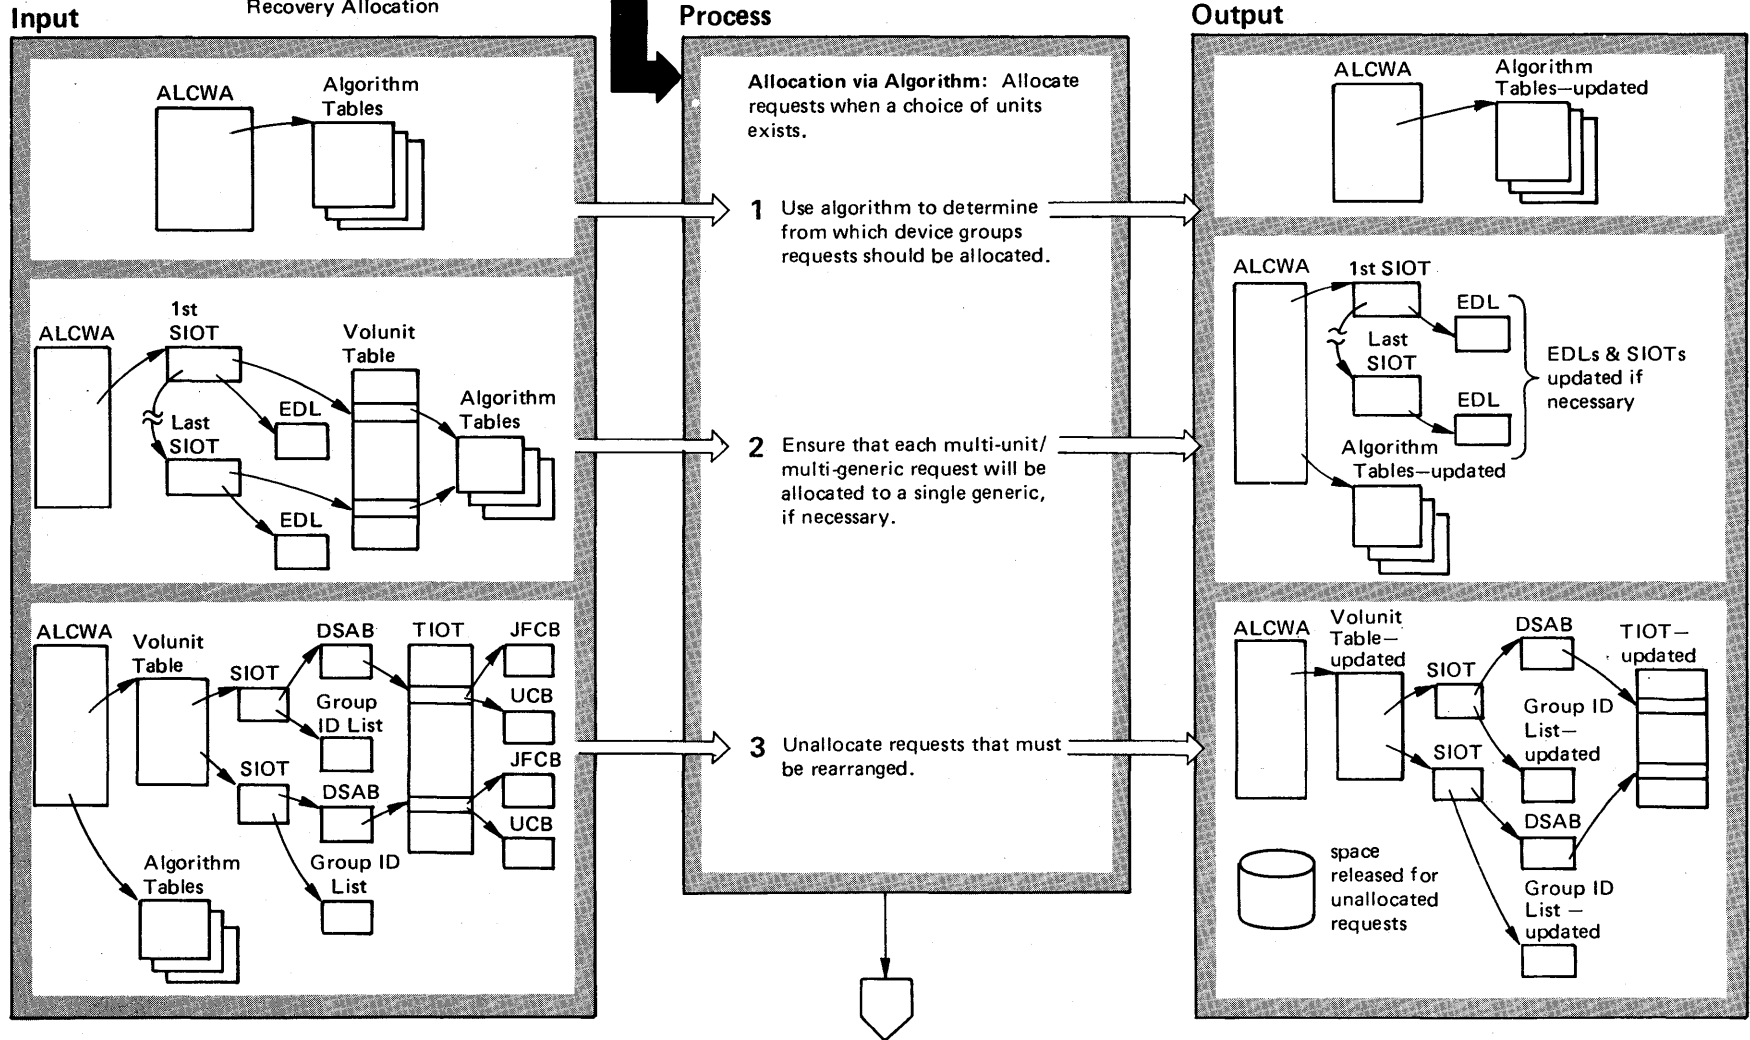 Recovery Allocation
Input
ALCWA
Algorithm
Tables
ALCWA
1st
SIOT
Volunit
Table
EDL
Algorithm
Tables
Last
SIOT
EDL
ALCWA
Volunit
Table
SIOT
DSAB
TIOT
JFCB
Group
ID List
UCB
SIOT
DSAB
JFCB
UCB
Algorithm
Tables
Group ID
List
Process
Allocation via Algorithm: Allocate
requests when a choice of units
exists.
1 Use algorithm to determine
from which device groups
requests should be allocated.
2 Ensure that each multi-unit/
multi-generic request will be
allocated to a single generic,
if necessary.
3 Unallocate requests that must
be rearranged.
Output
ALCWA
Algorithm
Tables—updated
ALCWA
1st SIOT
EDL
Last
SIOT
EDL
EDLs & SIOTs
updated if
necessary
Algorithm
Tables—updated
ALCWA
Volunit
Table—
updated
SIOT
DSAB
TIOT—
updated
Group ID
List—
updated
SIOT
DSAB
space
released for
unallocated
requests
Group ID
List —
updated